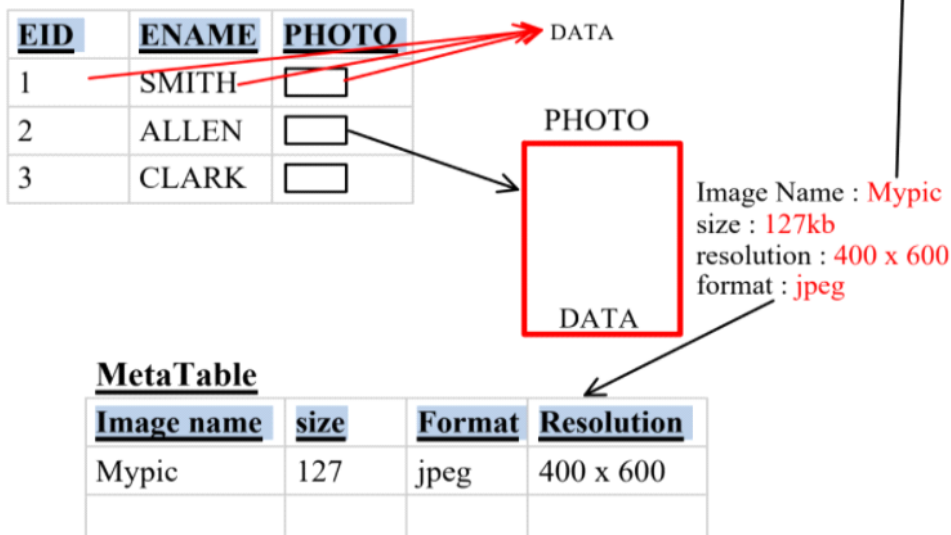 EID ENAME PHOTO
DATA
1 SMITH
2 ALLEN
3 CLARK
PHOTO
DATA
Image Name : Mypic
size : 127kb
resolution : 400 x 600
format : jpeg
MetaTable
Image name size Format Resolution
Mypic 127 jpeg 400 x 600